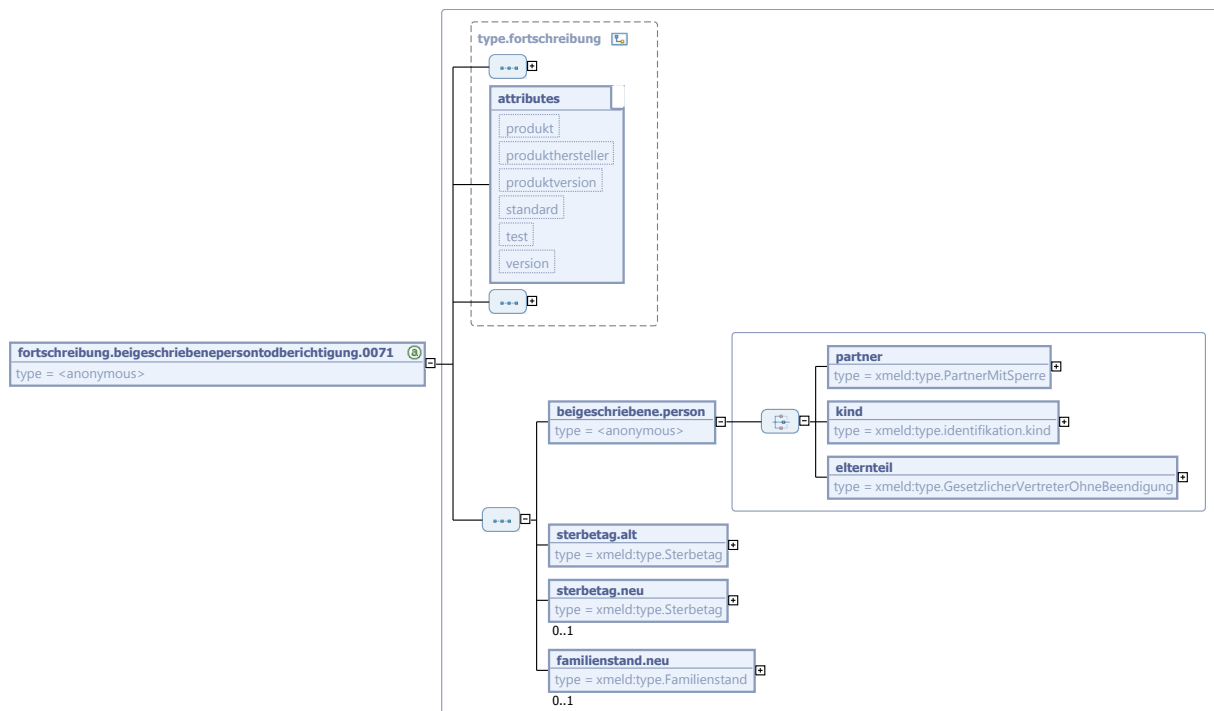 type.fortschreibung
attributes
produkt
produkthersteller
produktversion
standard
test
version
fortschreibung.beigeschriebenepersontodberichtigung.0071 a
type = <anonymous>
beigeschriebene.person
type = <anonymous>
partner
type = xmeld:type.PartnerMitSperre
kind
type = xmeld:type.identifikation.kind
elternteil
type = xmeld:type.GesetzlicherVertreterOhneBeendigung
sterbetag.alt
type = xmeld:type.Sterbetag
sterbetag.neu
type = xmeld:type.Sterbetag
0..1
familienstand.neu
type = xmeld:type.Familienstand
0..1